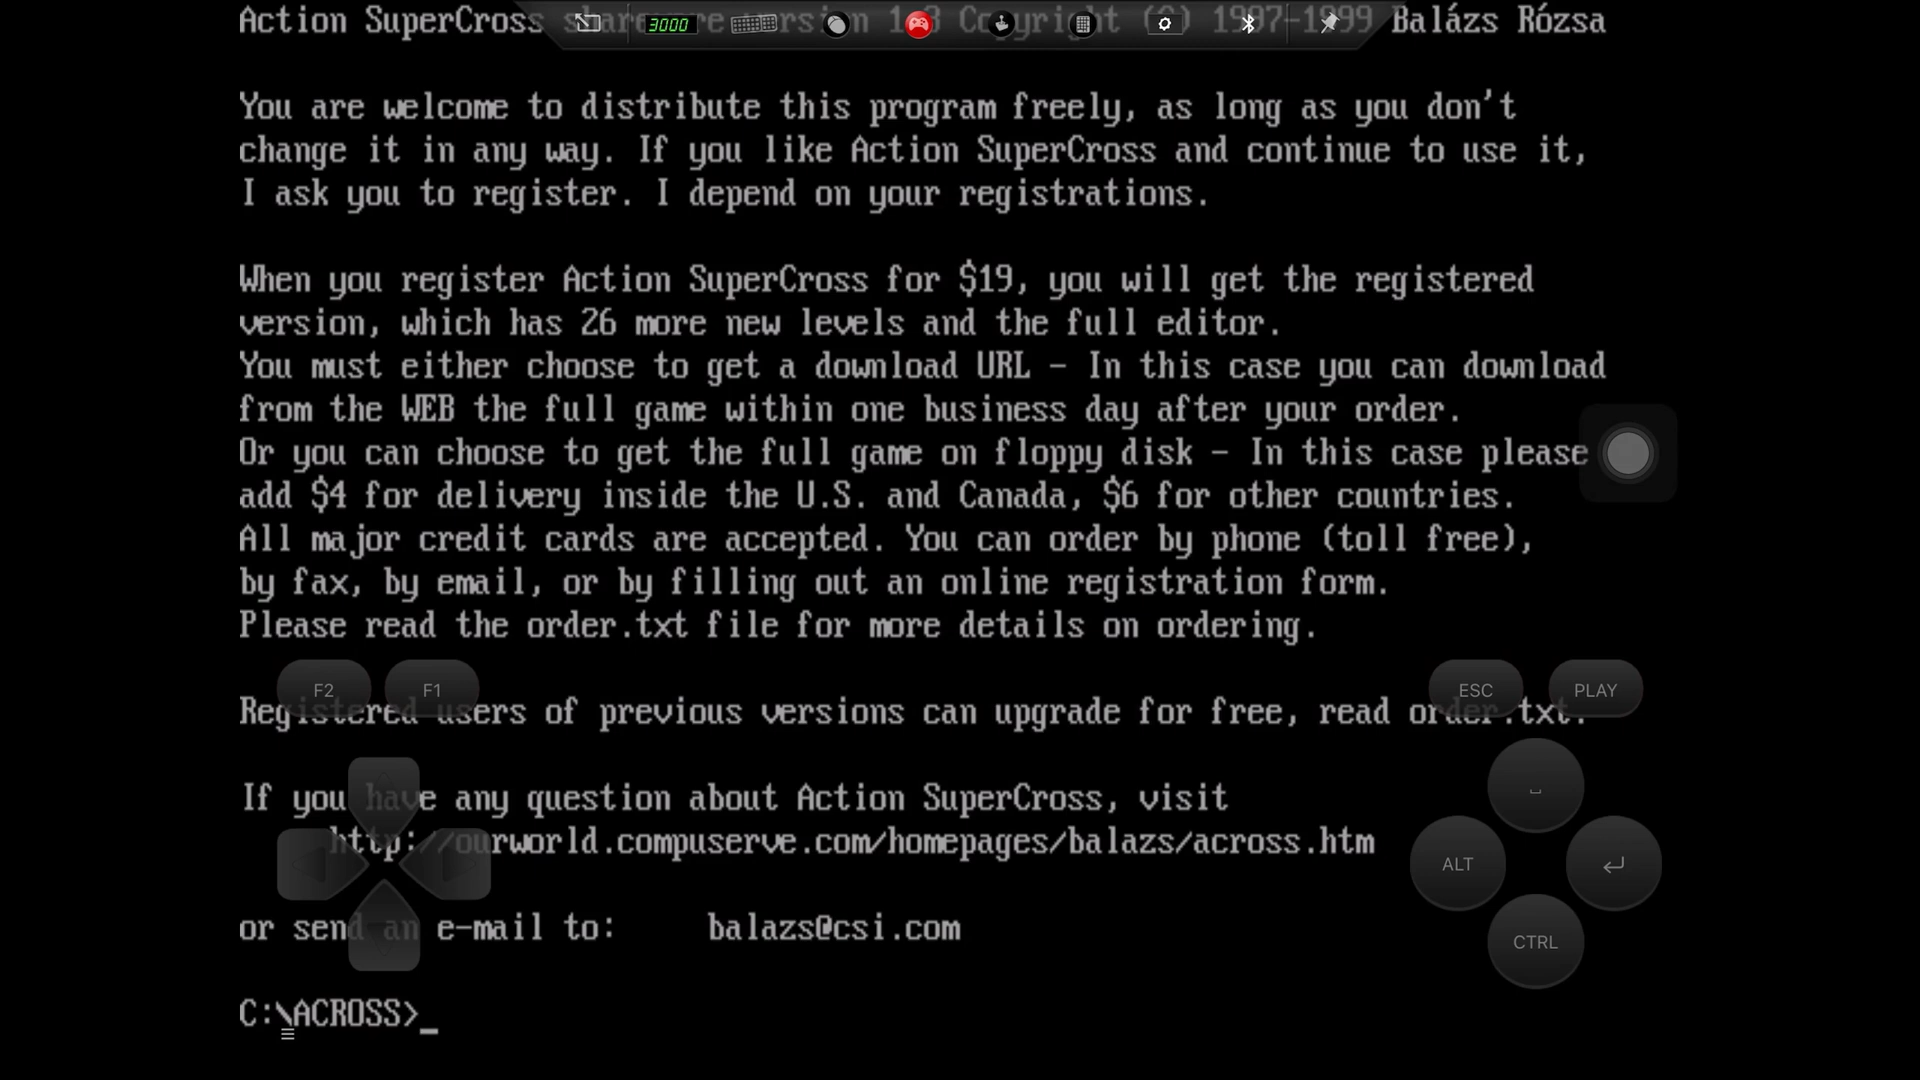 Action SuperCross shareware version 1.3 Copyright (C) 1997-1999 Balázs Rózsa
3000
You are welcome to distribute this program freely, as long as you don't
change it in any way. If you like Action SuperCross and continue to use it,
I ask you to register. I depend on your registrations.
When you register Action SuperCross for $19, you will get the registered
version, which has 26 more new levels and the full editor.
You must either choose to get a download URL - In this case you can download
from the WEB the full game within one business day after your order.
Or you can choose to get the full game on floppy disk - In this case please
add $4 for delivery inside the U.S. and Canada, $6 for other countries.
All major credit cards are accepted. You can order by phone (toll free),
by fax, by email, or by filling out an online registration form.
Please read the order.txt file for more details on ordering.
F2 F1 ESC PLAY
Registered users of previous versions can upgrade for free, read order.txt.
If you have any question about Action SuperCross, visit
http://ourworld.compuserve.com/homepages/balazs/across.htm
ALT
or send an e-mail to: balazs@csi.com
CTRL
C:\ACROSS>_